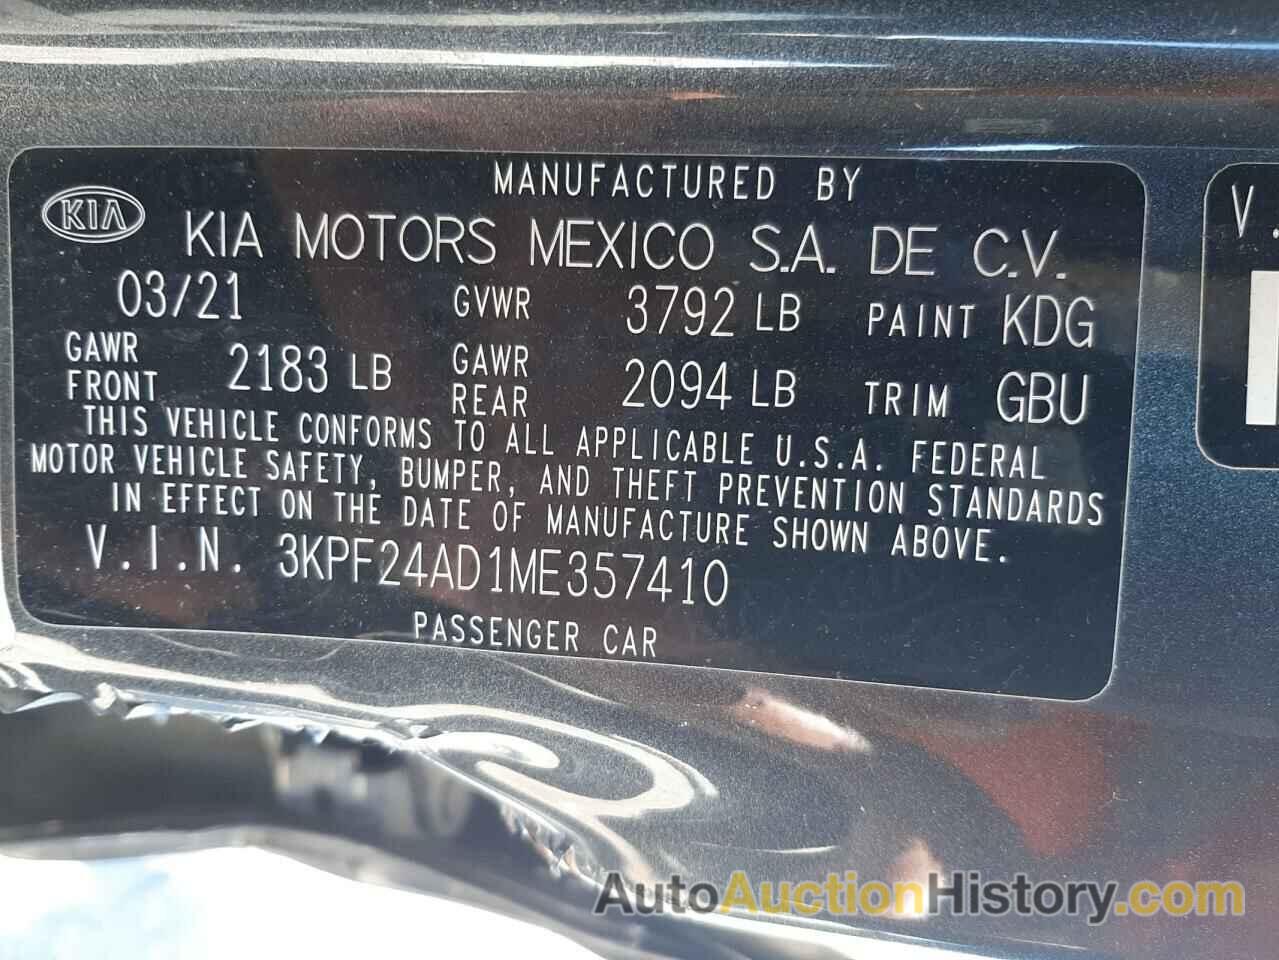 MANUFACTURED BY
KIA
KIA MOTORS MEXICO S.A. DE C.V.
03/21 GVWR 3792 LB PAINT KDG
GAWR FRONT 2183 LB GAWR REAR 2094 LB TRIM GBU
THIS VEHICLE CONFORMS TO ALL APPLICABLE U.S.A. FEDERAL
MOTOR VEHICLE SAFETY, BUMPER, AND THEFT PREVENTION STANDARDS
IN EFFECT ON THE DATE OF MANUFACTURE SHOWN ABOVE.
V.I.N. 3KPF24AD1ME357410
PASSENGER CAR
V.
AutoAuctionHistory.com